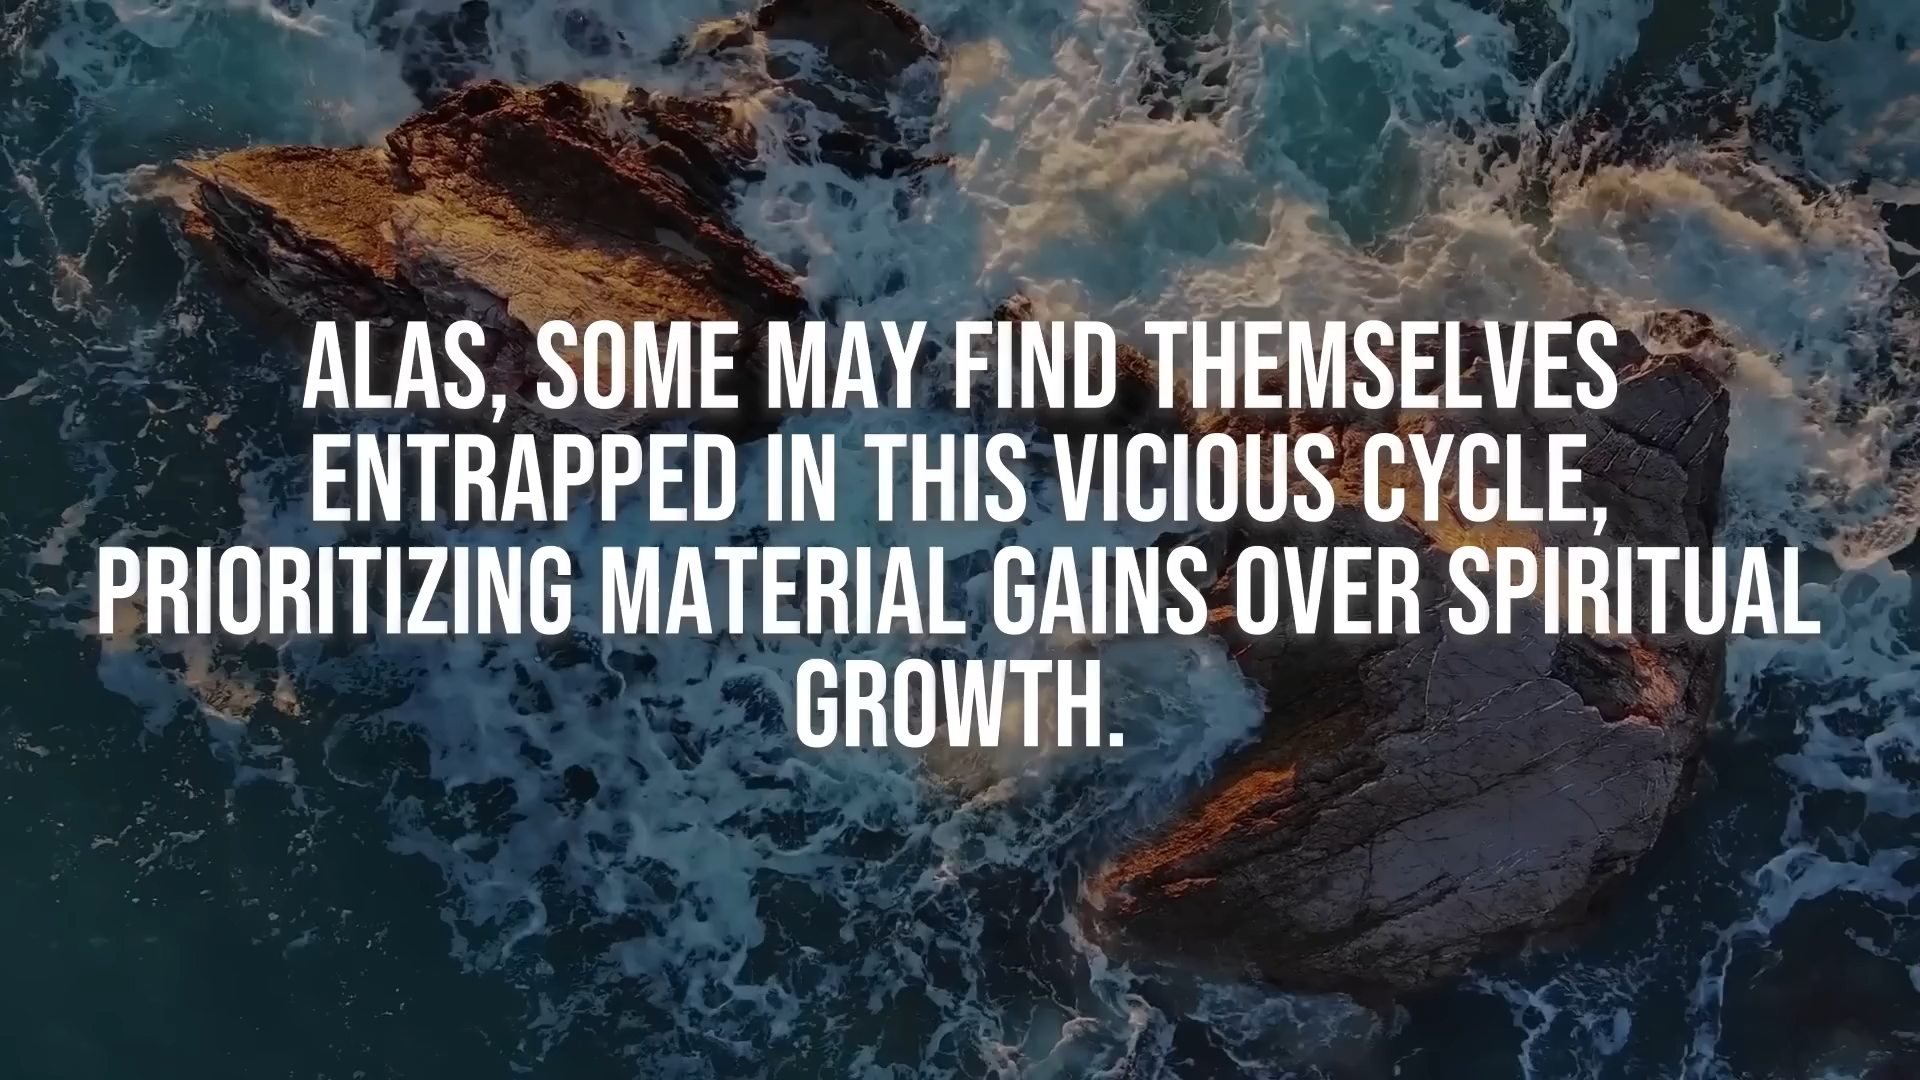 ALAS, SOME MAY FIND THEMSELVES
ENTRAPPED IN THIS VICIOUS CYCLE,
PRIORITIZING MATERIAL GAINS OVER SPIRITUAL
GROWTH.